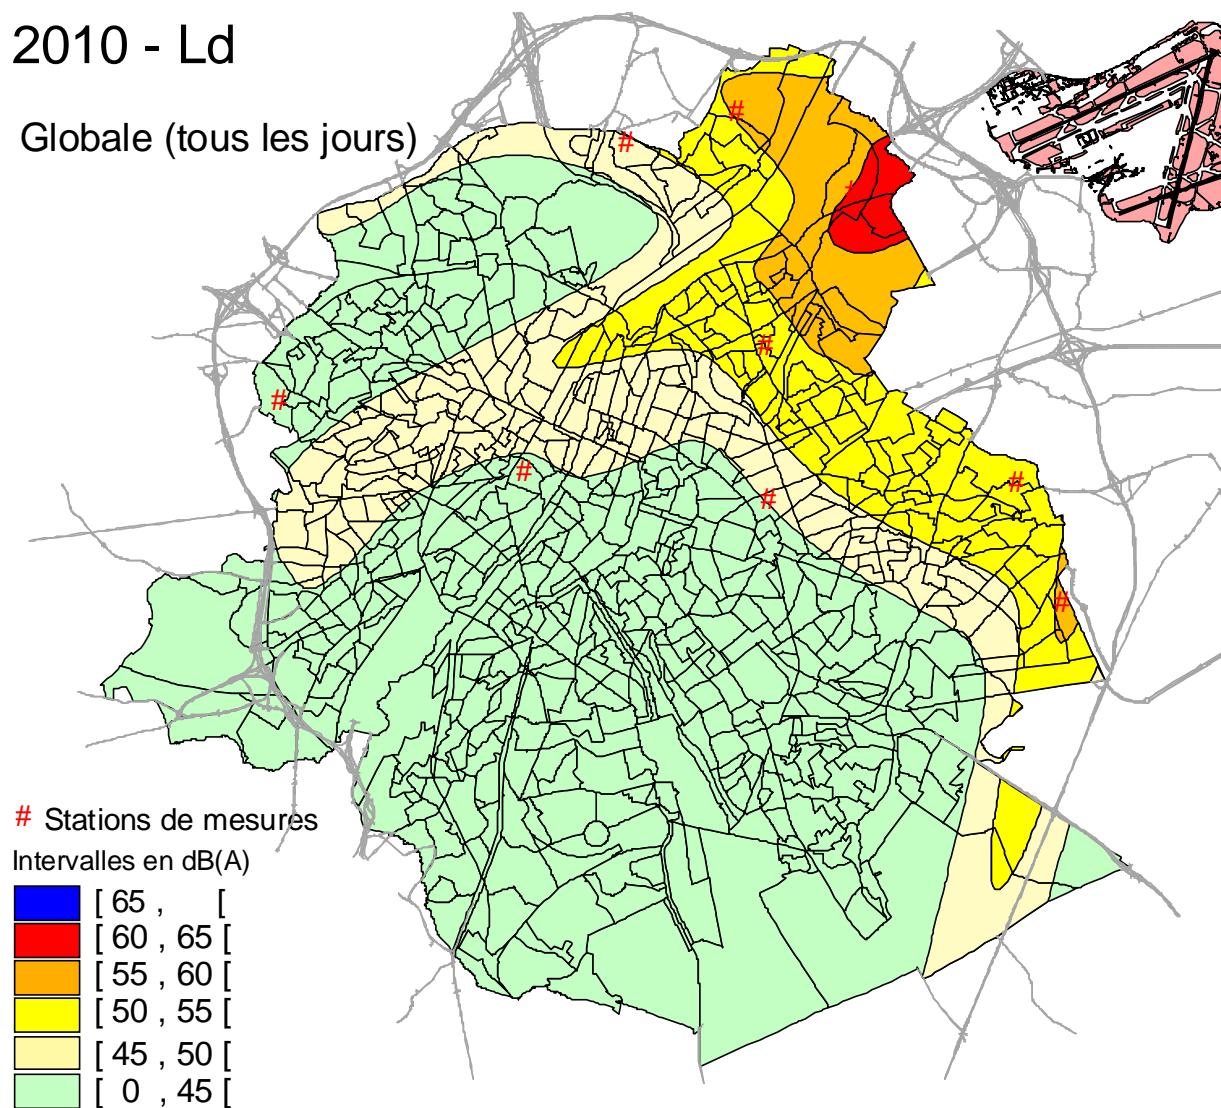 2010 - Ld
Globale (tous les jours)
# Stations de mesures
Intervalles en dB(A)
[ 65 , [
[ 60 , 65 [
[ 55 , 60 [
[ 50 , 55 [
[ 45 , 50 [
[ 0 , 45 [